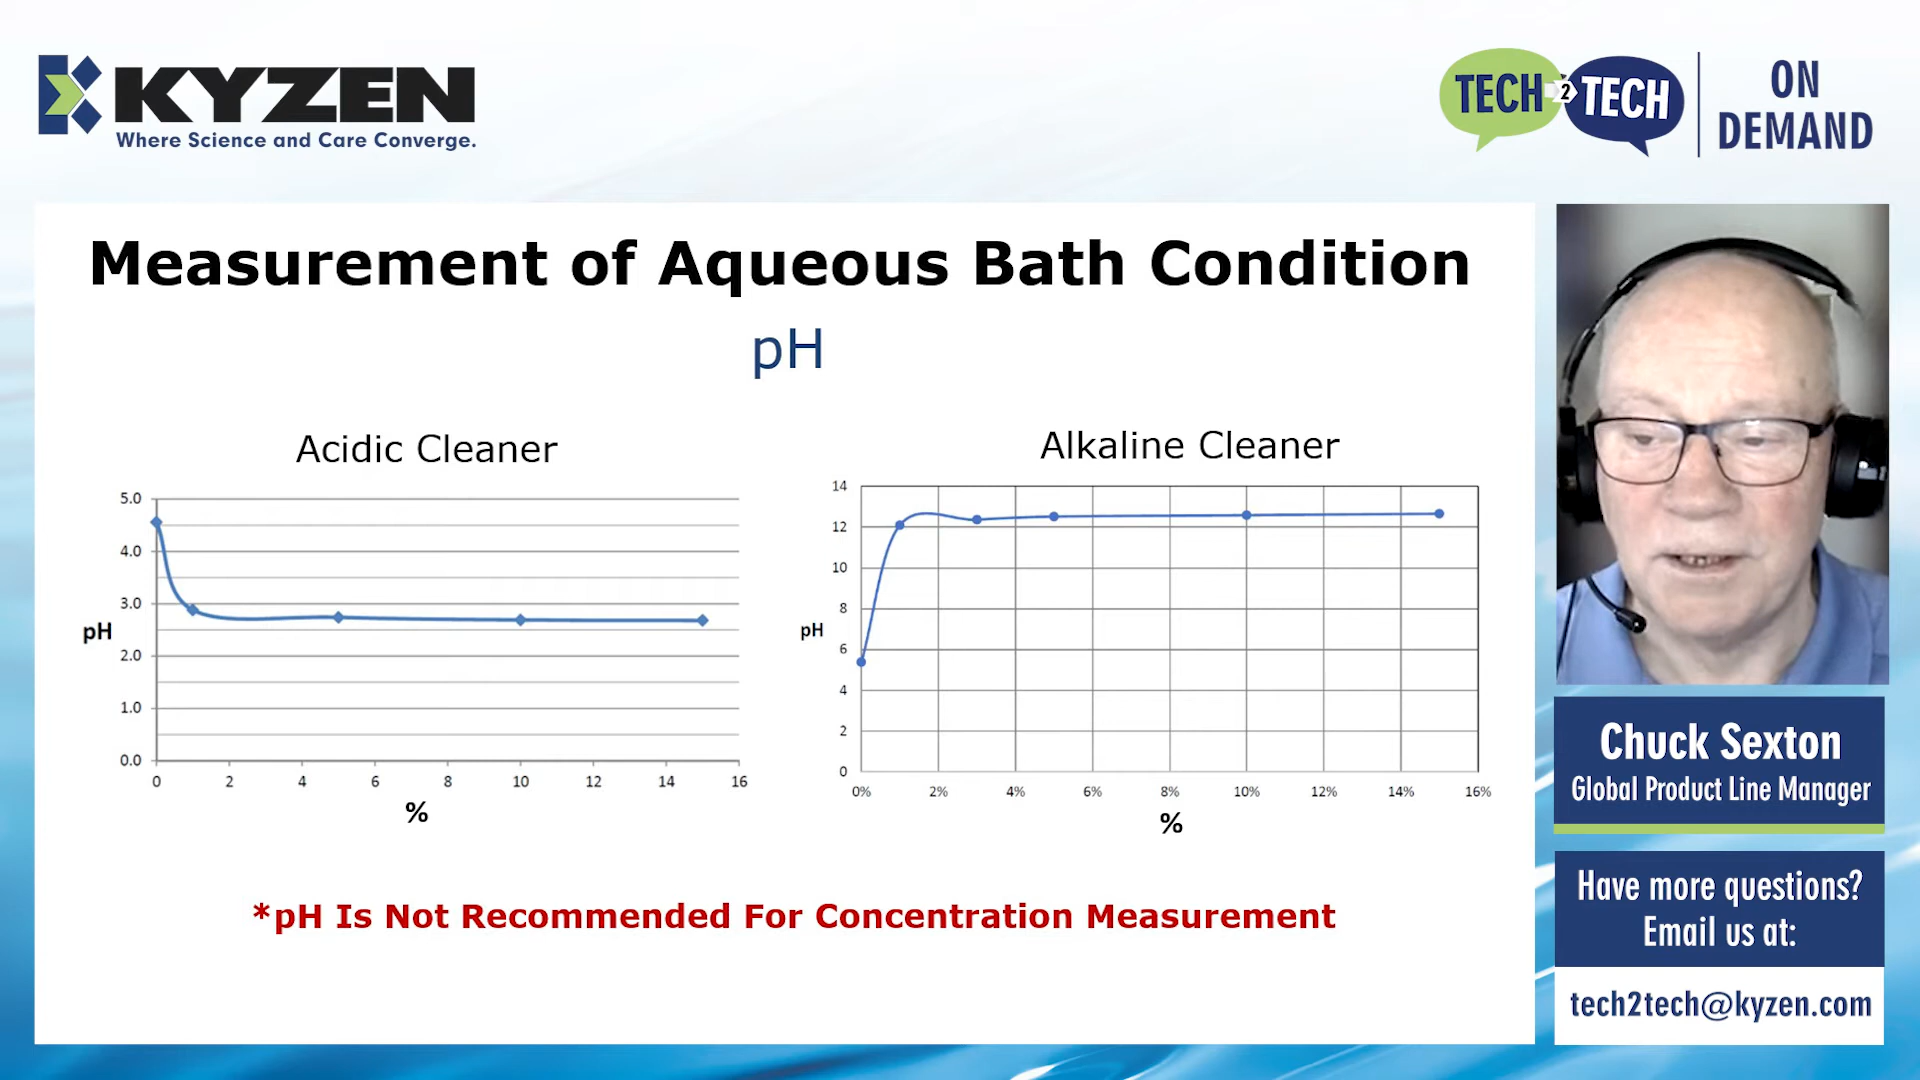 KYZEN
Where Science and Care Converge.
TECH 2 TECH
ON
DEMAND
Measurement of Aqueous Bath Condition
pH
Acidic Cleaner
5.0
4.0
3.0
2.0
1.0
0.0
pH
0 2 4 6 8 10 12 14 16
%
Alkaline Cleaner
14
12
10
8
6
4
2
0
pH
0% 2% 4% 6% 8% 10% 12% 14% 16%
%
*pH Is Not Recommended For Concentration Measurement
Chuck Sexton
Global Product Line Manager
Have more questions?
Email us at:
tech2tech@kyzen.com